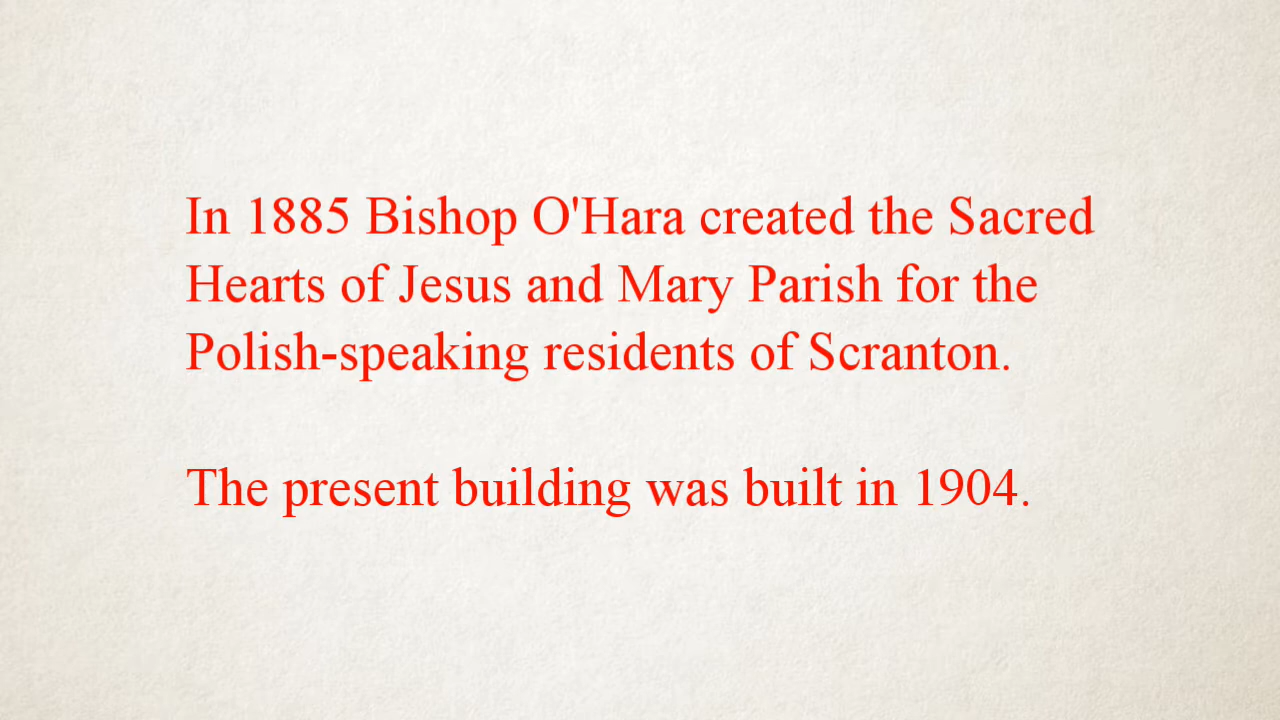 In 1885 Bishop O'Hara created the Sacred
Hearts of Jesus and Mary Parish for the
Polish-speaking residents of Scranton.
The present building was built in 1904.